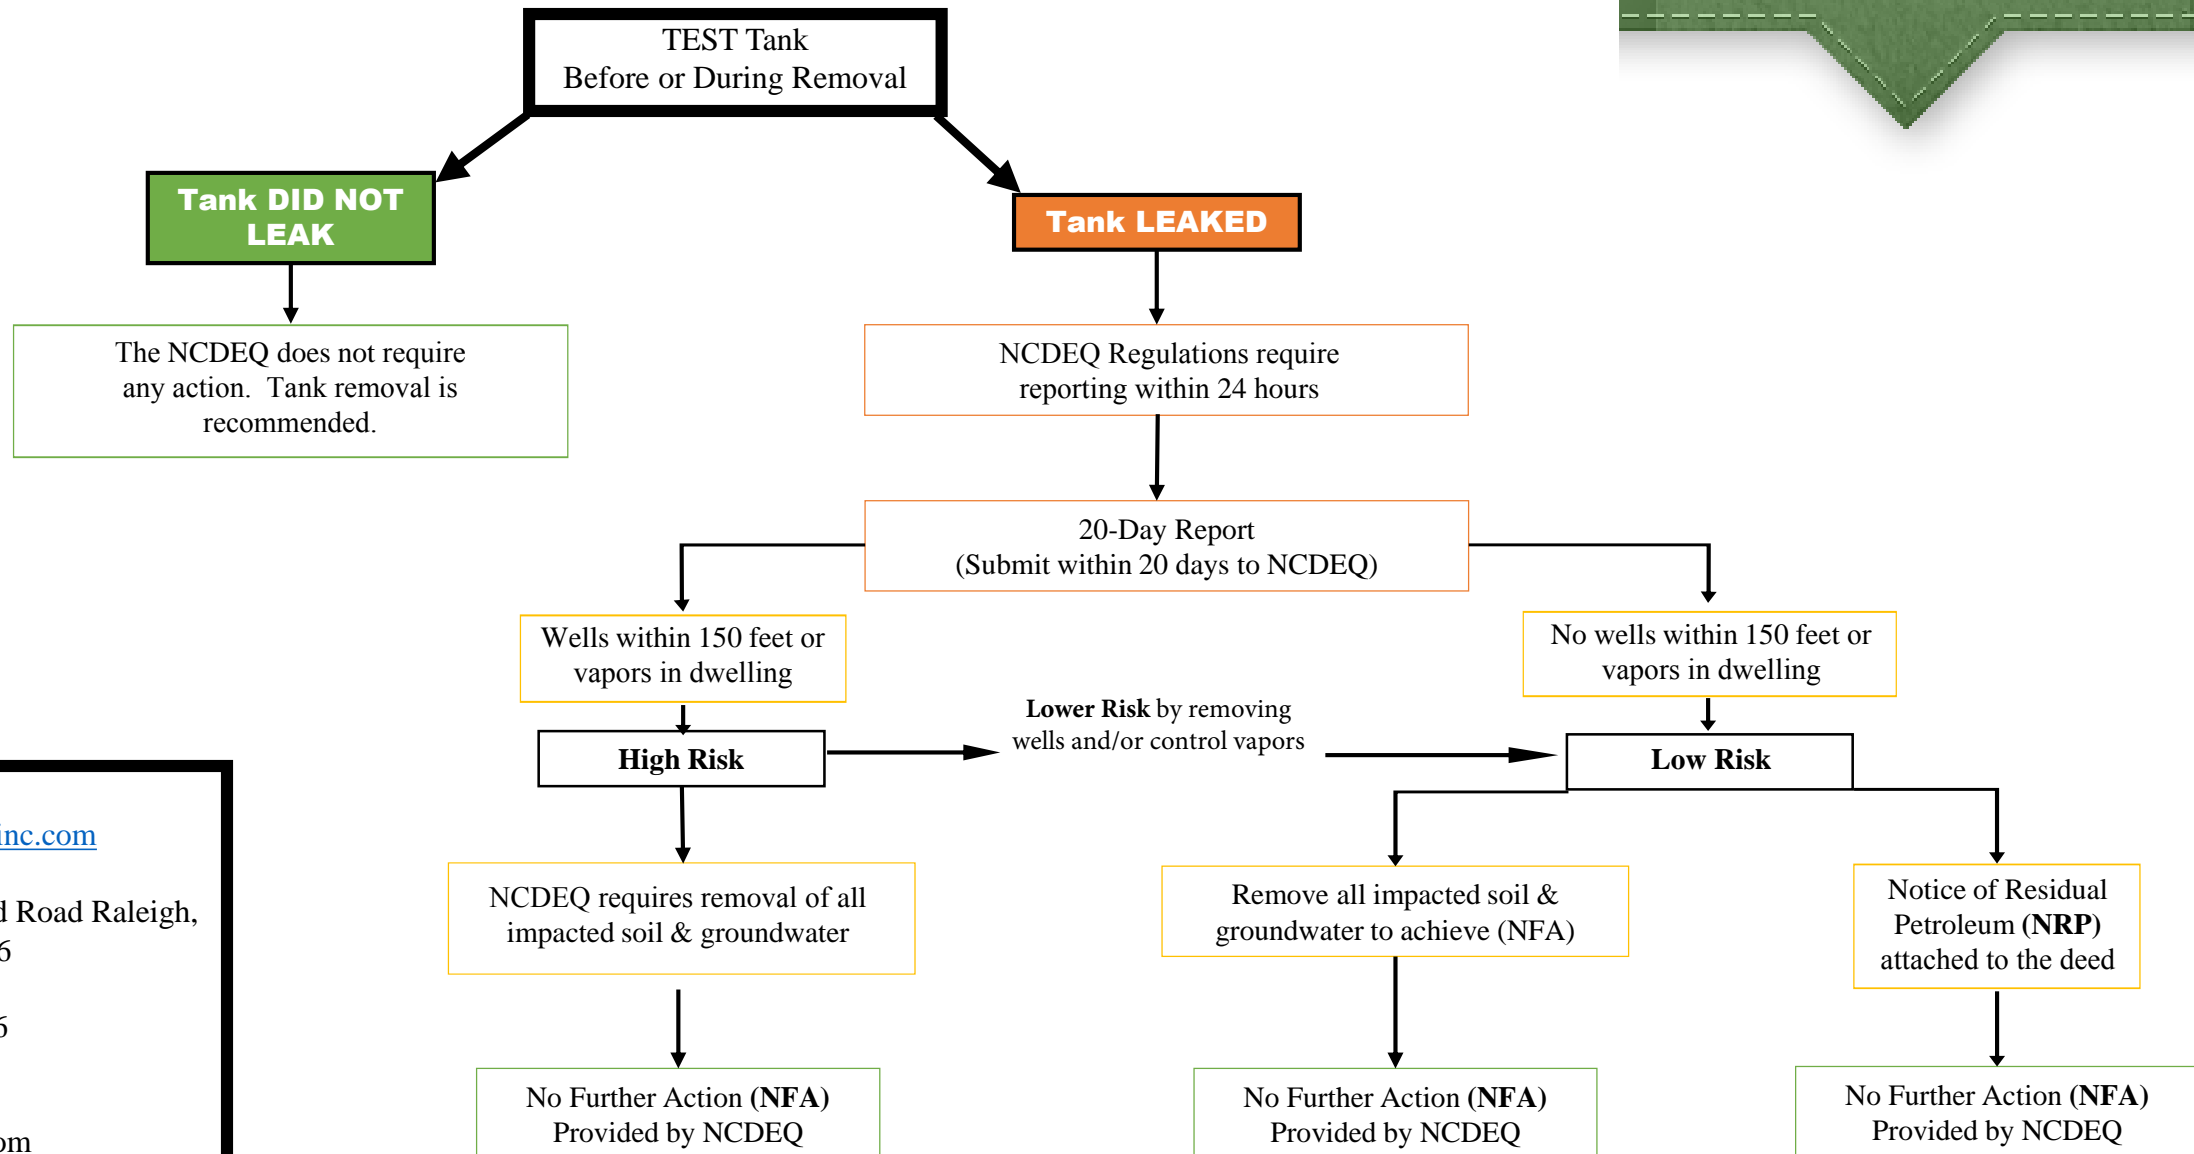 TEST Tank
Before or During Removal
Tank DID NOT
LEAK
Tank LEAKED
The NCDEQ does not require
any action. Tank removal is
recommended.
NCDEQ Regulations require
reporting within 24 hours
20-Day Report
(Submit within 20 days to NCDEQ)
Wells within 150 feet or
vapors in dwelling
No wells within 150 feet or
vapors in dwelling
Lower Risk by removing
wells and/or control vapors
High Risk
Low Risk
inc.com
Road Raleigh,
6
6
om
NCDEQ requires removal of all
impacted soil & groundwater
Remove all impacted soil &
groundwater to achieve (NFA)
Notice of Residual
Petroleum (NRP)
attached to the deed
No Further Action (NFA)
Provided by NCDEQ
No Further Action (NFA)
Provided by NCDEQ
No Further Action (NFA)
Provided by NCDEQ